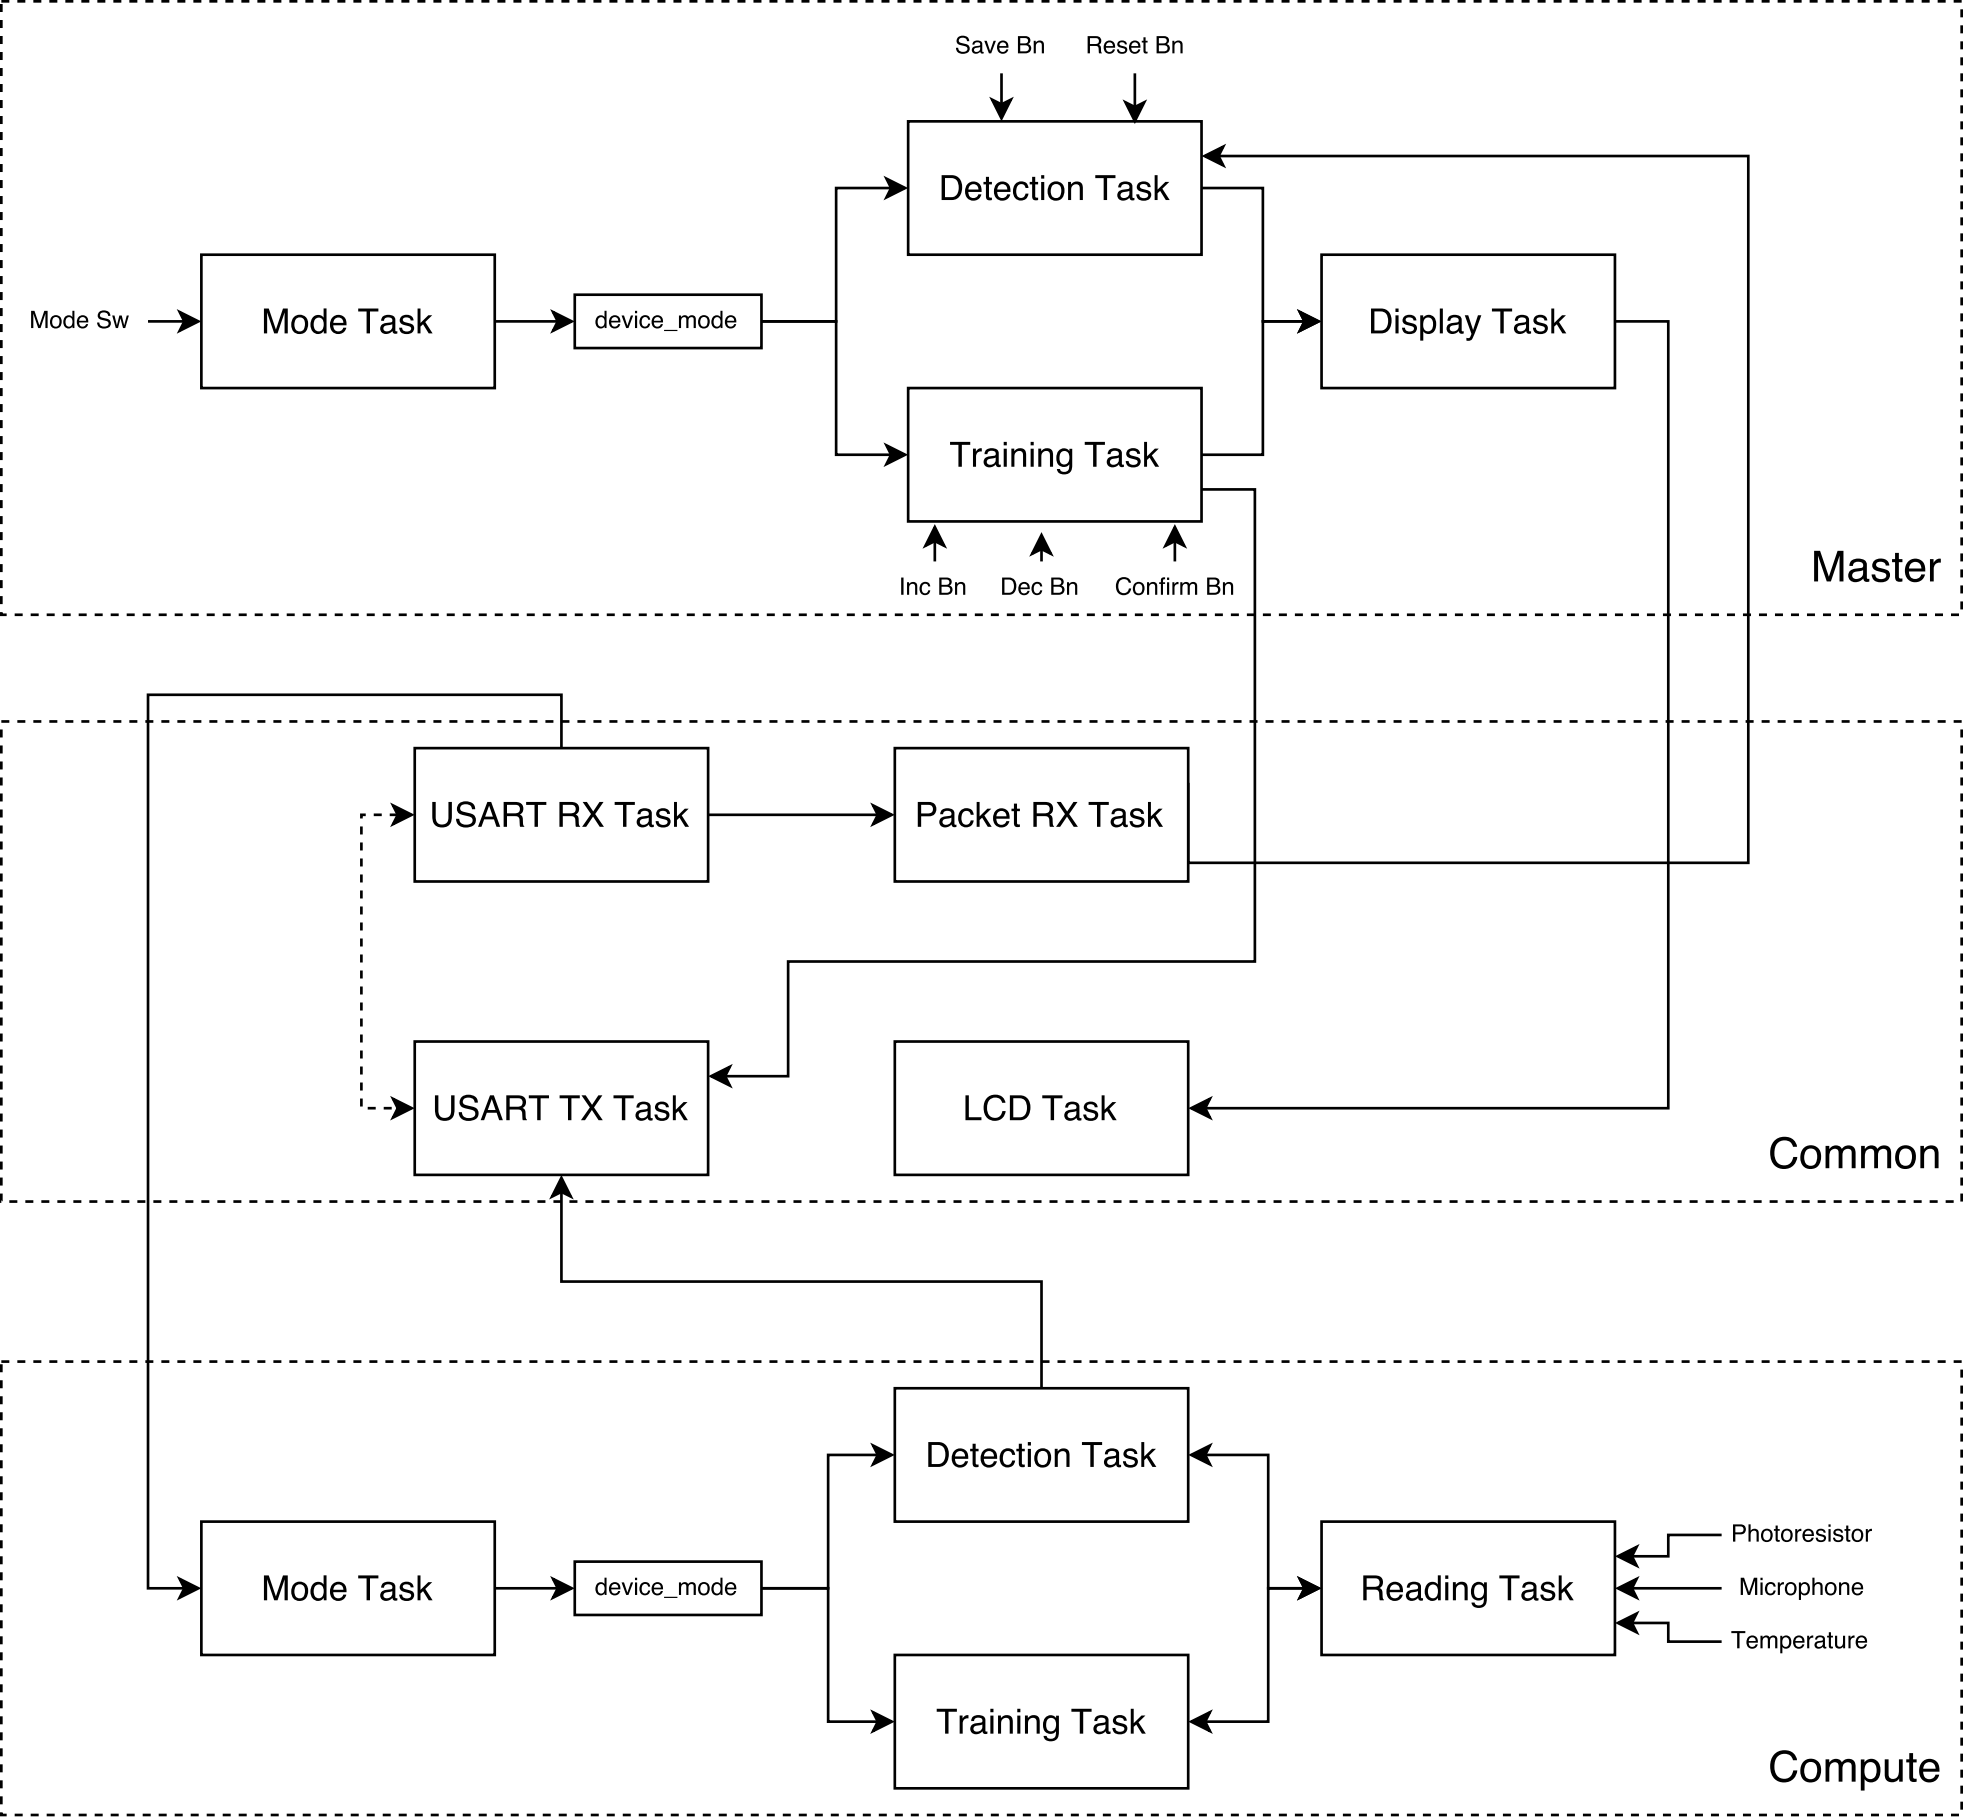 Save Bn
Reset Bn
Detection Task
Mode Sw
Mode Task
device_mode
Display Task
Training Task
Inc Bn
Dec Bn
Confirm Bn
Master
USART RX Task
Packet RX Task
USART TX Task
LCD Task
Common
Detection Task
Mode Task
device_mode
Reading Task
Photoresistor
Microphone
Temperature
Training Task
Compute